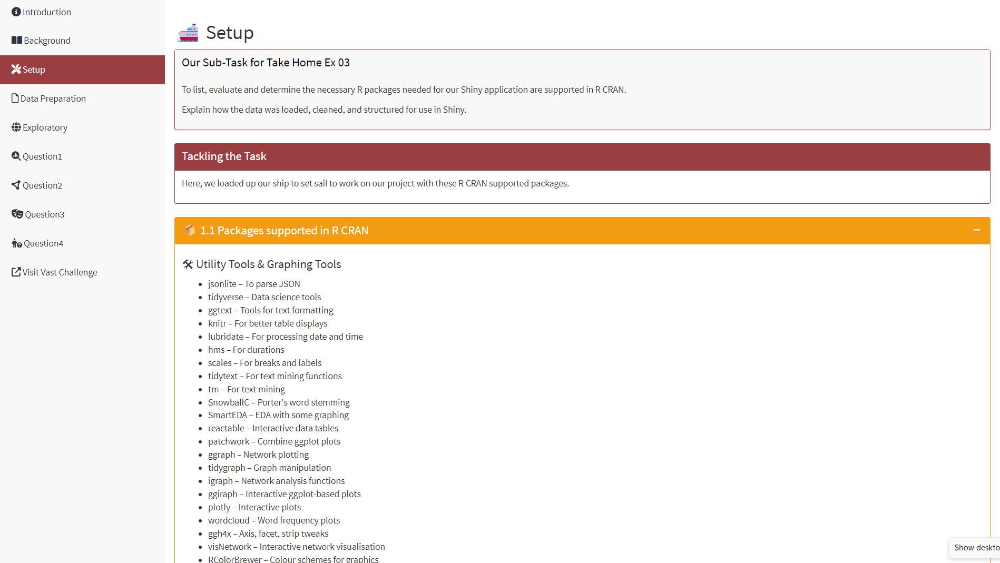 Introduction
Background
Setup
Data Preparation
Exploratory
Question1
Question2
Question3
Question4
Visit Vast Challenge
Setup
Our Sub-Task for Take Home Ex 03
To list, evaluate and determine the necessary R packages needed for our Shiny application are supported in R CRAN.
Explain how the data was loaded, cleaned, and structured for use in Shiny.
Tackling the Task
Here, we loaded up our ship to set sail to work on our project with these R CRAN supported packages.
1.1 Packages supported in R CRAN
Utility Tools & Graphing Tools
jsonlite – To parse JSON
tidyverse – Data science tools
ggtext – Tools for text formatting
knitr – For better table displays
lubridate – For processing date and time
hms – For durations
scales – For breaks and labels
tidytext – For text mining functions
tm – For text mining
SnowballC – Porter's word stemming
SmartEDA – EDA with some graphing
reactable – Interactive data tables
patchwork – Combine ggplot plots
ggraph – Network plotting
tidygraph – Graph manipulation
igraph – Network analysis functions
ggiraph – Interactive ggplot-based plots
plotly – Interactive plots
wordcloud – Word frequency plots
ggh4x – Axis, facet, strip tweaks
visNetwork – Interactive network visualisation
RColorBrewer – Colour schemes for graphics
Show deskto